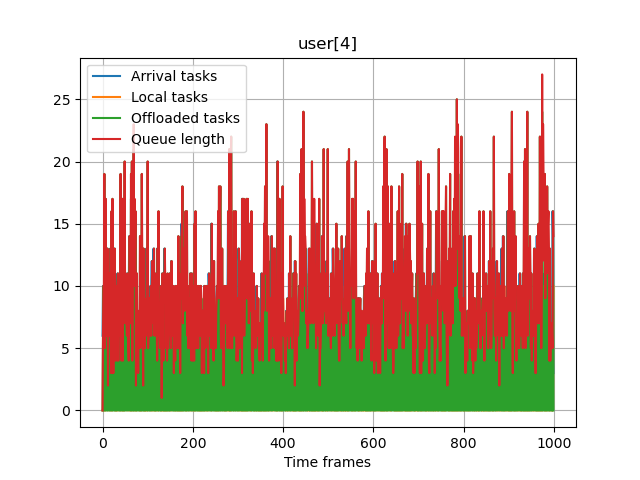 user[4]
Arrival tasks
Local tasks
Offloaded tasks
Queue length
25
20
15
10
5
0
0 200 400 600 800 1000
Time frames